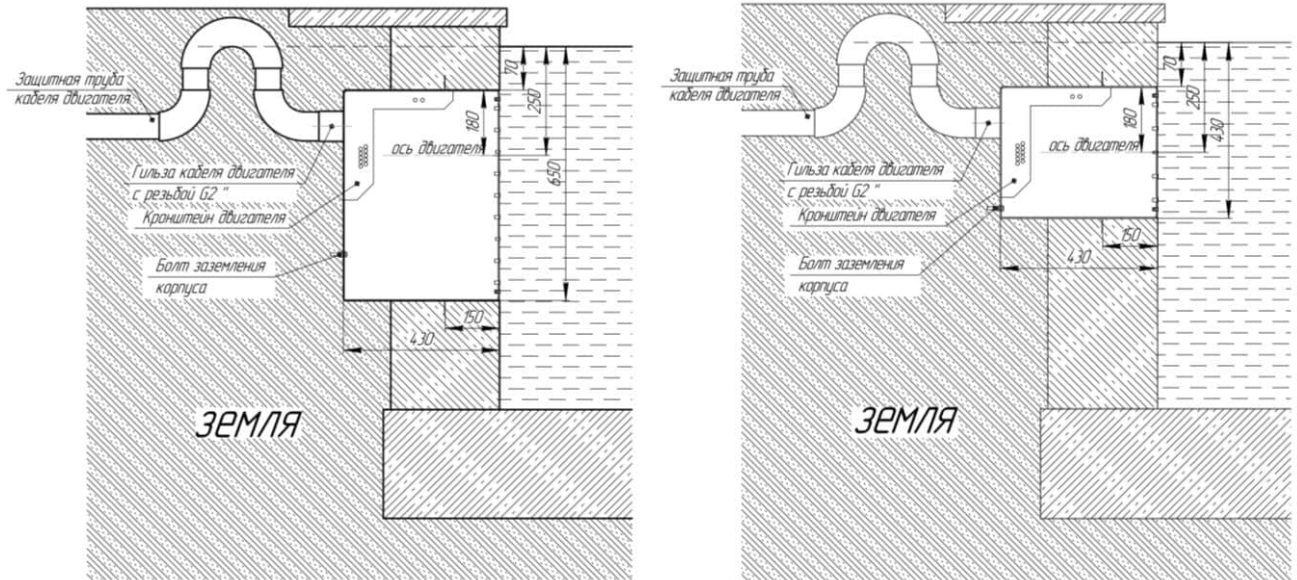 Защитная труба
кабеля двигателя
70
250
180
650
ось двигателя
Гильза кабеля двигателя
с резьбой G2 "
Кронштейн двигателя
Болт заземления
корпуса
150
430
ЗЕМЛЯ
Защитная труба
кабеля двигателя
70
250
180
430
ось двигателя
Гильза кабеля двигателя
с резьбой G2 "
Кронштейн двигателя
Болт заземления
корпуса
150
430
ЗЕМЛЯ